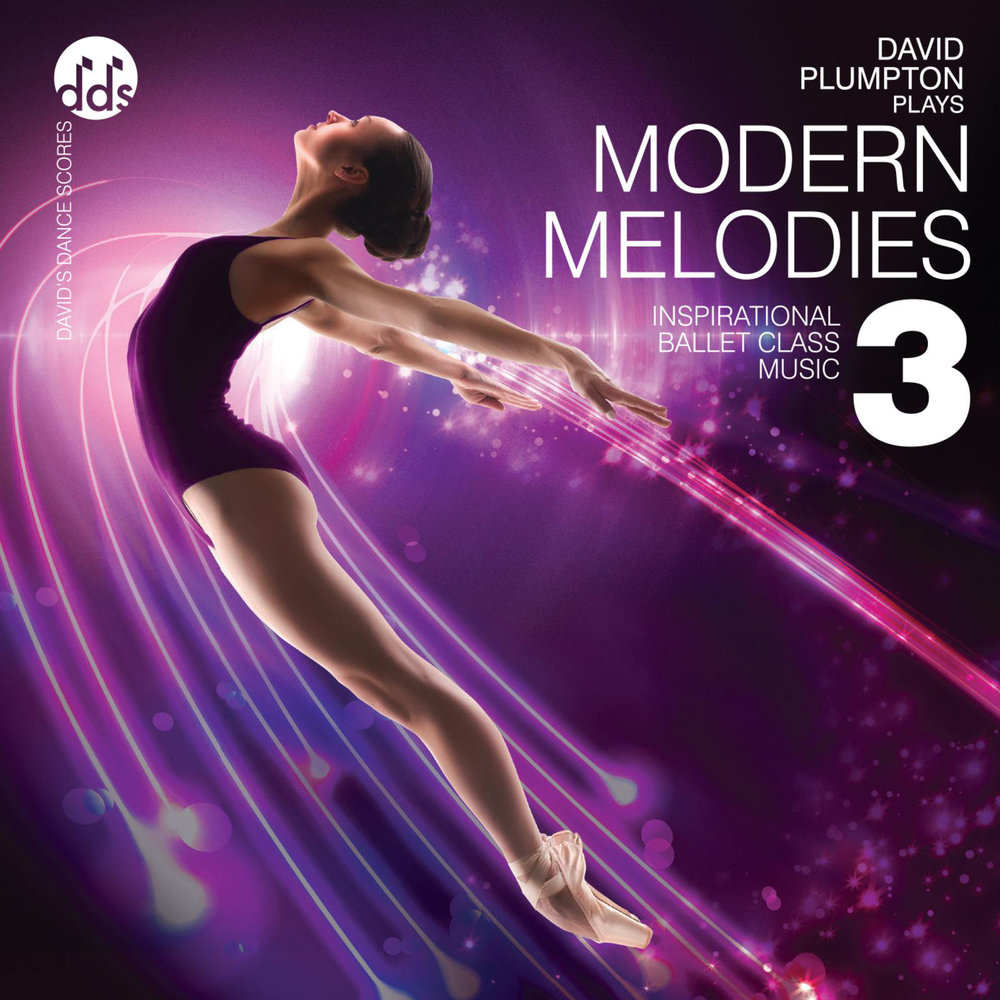 dds
DAVID'S DANCE SCORES
DAVID
PLUMPTON
PLAYS
MODERN
MELODIES
INSPIRATIONAL
BALLET CLASS
MUSIC
3